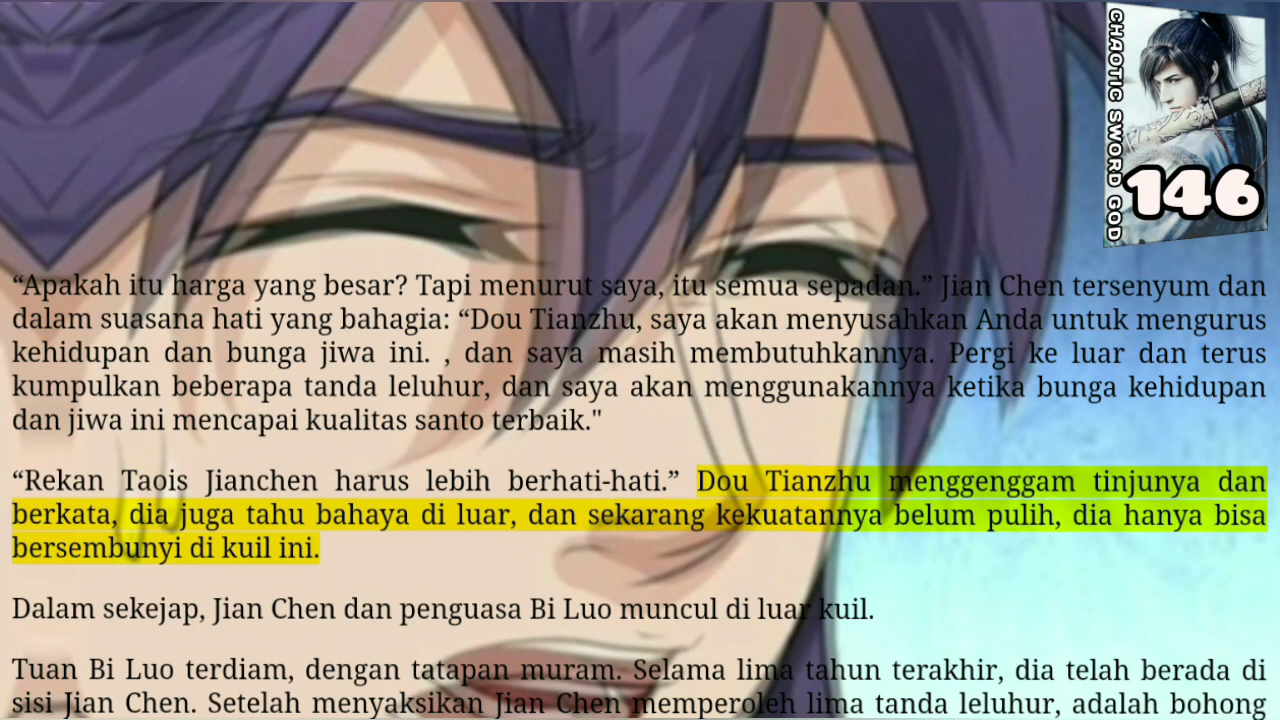 CHAOTIC SWORD GOD
146
“Apakah itu harga yang besar? Tapi menurut saya, itu semua sepadan.” Jian Chen tersenyum dan
dalam suasana hati yang bahagia: “Dou Tianzhu, saya akan menyusahkan Anda untuk mengurus
kehidupan dan bunga jiwa ini. , dan saya masih membutuhkannya. Pergi ke luar dan terus
kumpulkan beberapa tanda leluhur, dan saya akan menggunakannya ketika bunga kehidupan
dan jiwa ini mencapai kualitas santo terbaik."
“Rekan Taois Jianchen harus lebih berhati-hati.” Dou Tianzhu menggenggam tinjunya dan
berkata, dia juga tahu bahaya di luar, dan sekarang kekuatannya belum pulih, dia hanya bisa
bersembunyi di kuil ini.
Dalam sekejap, Jian Chen dan penguasa Bi Luo muncul di luar kuil.
Tuan Bi Luo terdiam, dengan tatapan muram. Selama lima tahun terakhir, dia telah berada di
sisi Jian Chen. Setelah menyaksikan Jian Chen memperoleh lima tanda leluhur, adalah bohong